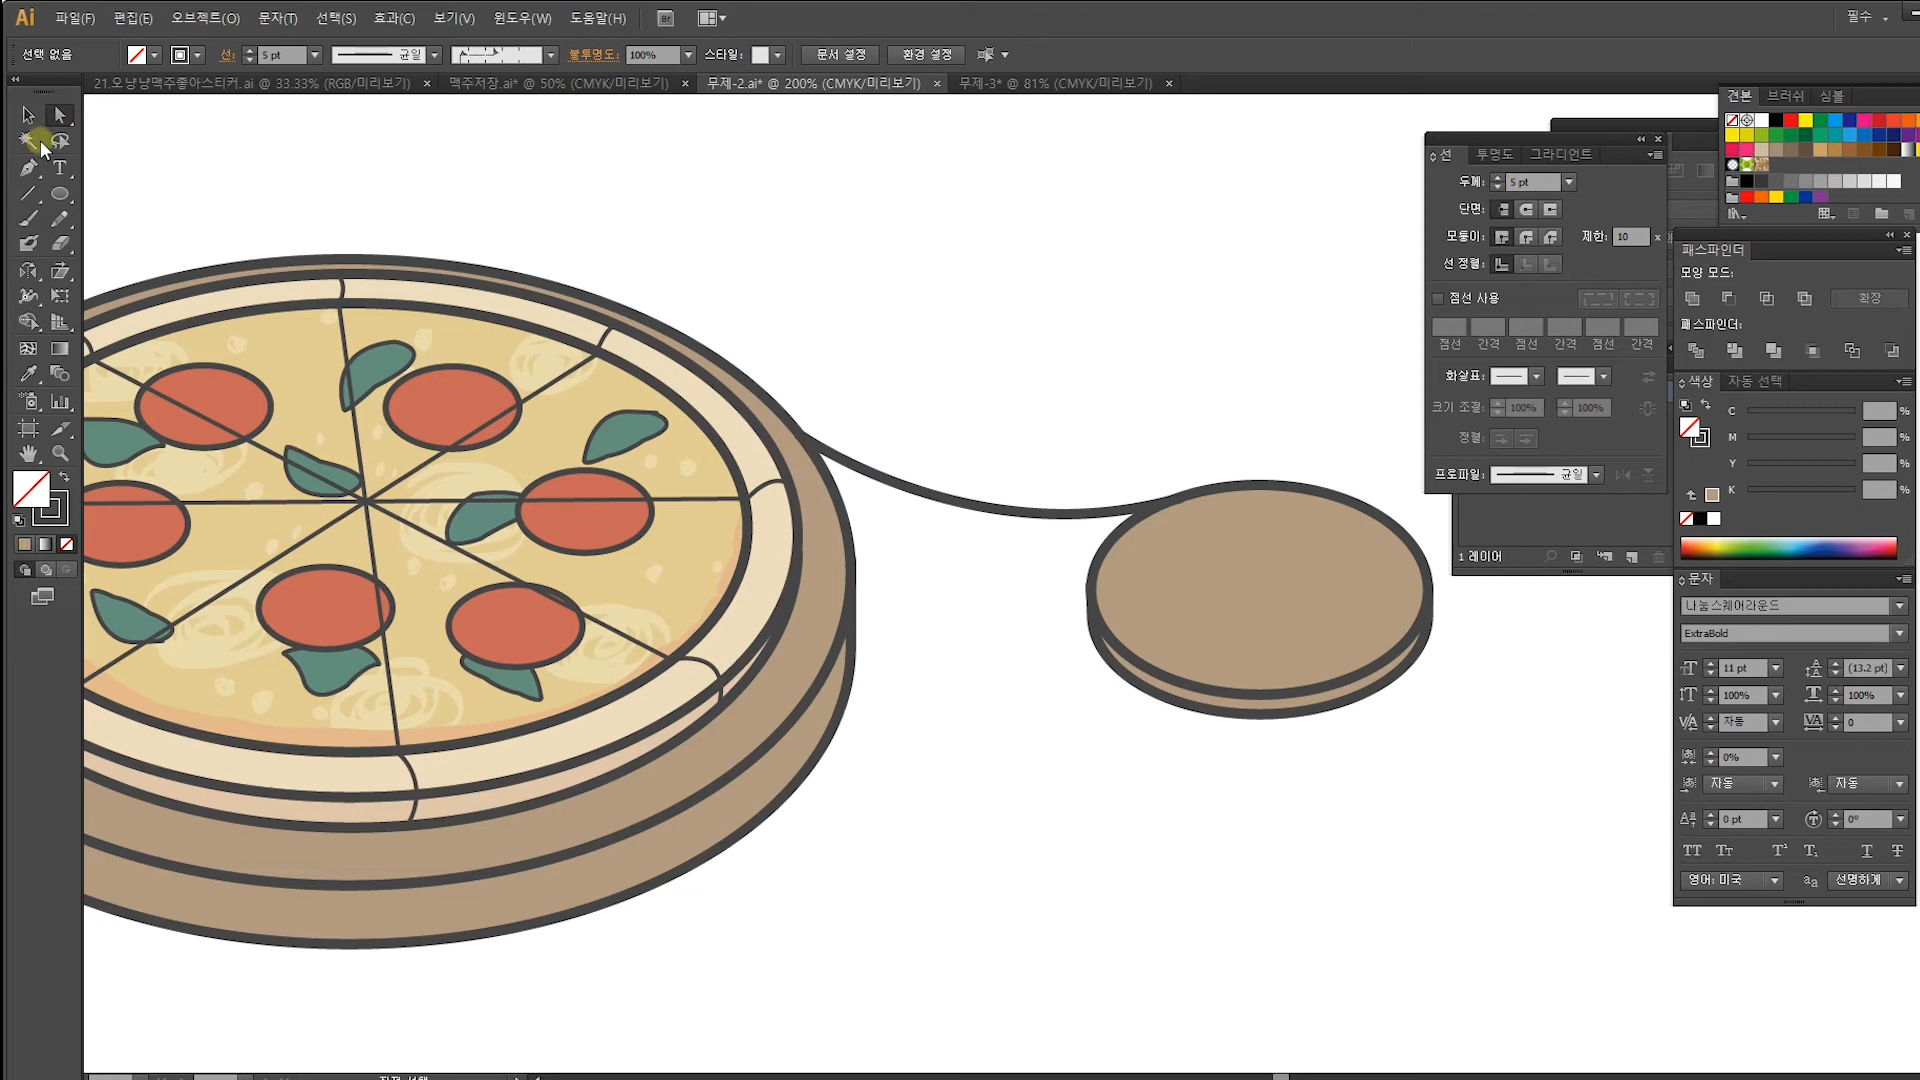 Ai 파일(F) 편집(E) 오브젝트(O) 문자(T) 선택(S) 효과(C) 보기(V) 윈도우(W) 도움말(H) Br 필수
선택 없음 선: 5 pt 균일 불투명도: 100% 스타일: 문서 설정 환경 설정
21.오냥냥맥주좋아스티커.ai @ 33.33% (RGB/미리보기) × 맥주저장.ai* @ 50% (CMYK/미리보기) × 무제-2.ai* @ 200% (CMYK/미리보기) × 무제-3* @ 81% (CMYK/미리보기) ×
견본 브러쉬 심볼
선 투명도 그라디언트
두께: 5 pt
단면:
모퉁이: 제한: 10 x
선 정렬:
점선 사용
점선 간격 점선 간격 점선 간격
화살표:
크기 조절: 100% 100%
정렬:
프로파일: 균일
1 레이어
패스파인더
모양 모드:
확장
패스파인더:
색상 자동 선택
C %
M %
Y %
K %
문자
나눔스퀘어라운드
ExtraBold
11 pt (13.2 pt)
100% 100%
자동 0
0%
자동 자동
0 pt 0°
영어: 미국 선명하게
직접 선택